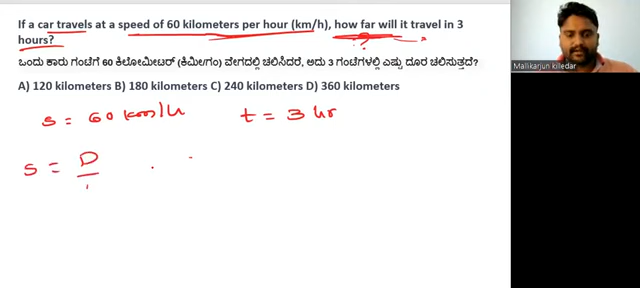 If a car travels at a speed of 60 kilometers per hour (km/h), how far will it travel in 3
hours?
?
ಒಂದು ಕಾರು ಗಂಟೆಗೆ 60 ಕಿಲೋಮೀಟರ್ (ಕಿಮೀ/ಗಂ) ವೇಗದಲ್ಲಿ ಚಲಿಸಿದರೆ, ಅದು 3 ಗಂಟೆಗಳಲ್ಲಿ ಎಷ್ಟು ದೂರ ಚಲಿಸುತ್ತದೆ?
A) 120 kilometers B) 180 kilometers C) 240 kilometers D) 360 kilometers
s = 60 km/h t = 3 hr
s = D
Mallikarjun kiledar